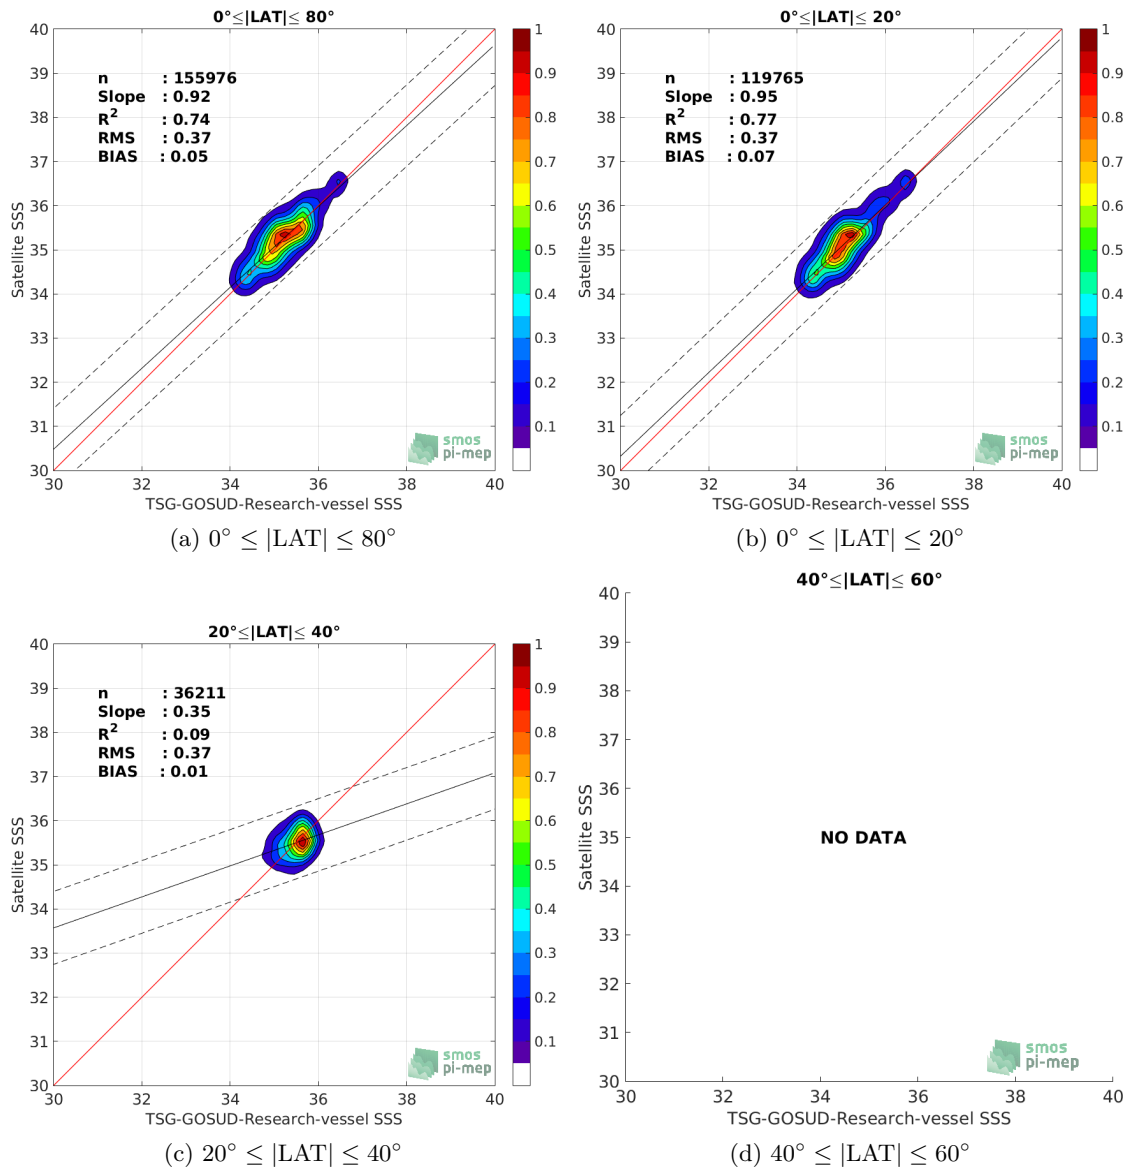 0°≤|LAT|≤ 80°
40
39
38
37
36
35
34
33
32
31
30
Satellite SSS
n : 155976
Slope : 0.92
R² : 0.74
RMS : 0.37
BIAS : 0.05
smos
pi-mep
30 32 34 36 38 40
TSG-GOSUD-Research-vessel SSS
1
0.9
0.8
0.7
0.6
0.5
0.4
0.3
0.2
0.1
(a) 0° ≤ |LAT| ≤ 80°
0°≤|LAT|≤ 20°
40
39
38
37
36
35
34
33
32
31
30
Satellite SSS
n : 119765
Slope : 0.95
R² : 0.77
RMS : 0.37
BIAS : 0.07
smos
pi-mep
30 32 34 36 38 40
TSG-GOSUD-Research-vessel SSS
1
0.9
0.8
0.7
0.6
0.5
0.4
0.3
0.2
0.1
(b) 0° ≤ |LAT| ≤ 20°
20°≤|LAT|≤ 40°
40
39
38
37
36
35
34
33
32
31
30
Satellite SSS
n : 36211
Slope : 0.35
R² : 0.09
RMS : 0.37
BIAS : 0.01
smos
pi-mep
30 32 34 36 38 40
TSG-GOSUD-Research-vessel SSS
1
0.9
0.8
0.7
0.6
0.5
0.4
0.3
0.2
0.1
(c) 20° ≤ |LAT| ≤ 40°
40°≤|LAT|≤ 60°
40
39
38
37
36
35
34
33
32
31
30
Satellite SSS
NO DATA
smos
pi-mep
30 32 34 36 38 40
TSG-GOSUD-Research-vessel SSS
(d) 40° ≤ |LAT| ≤ 60°